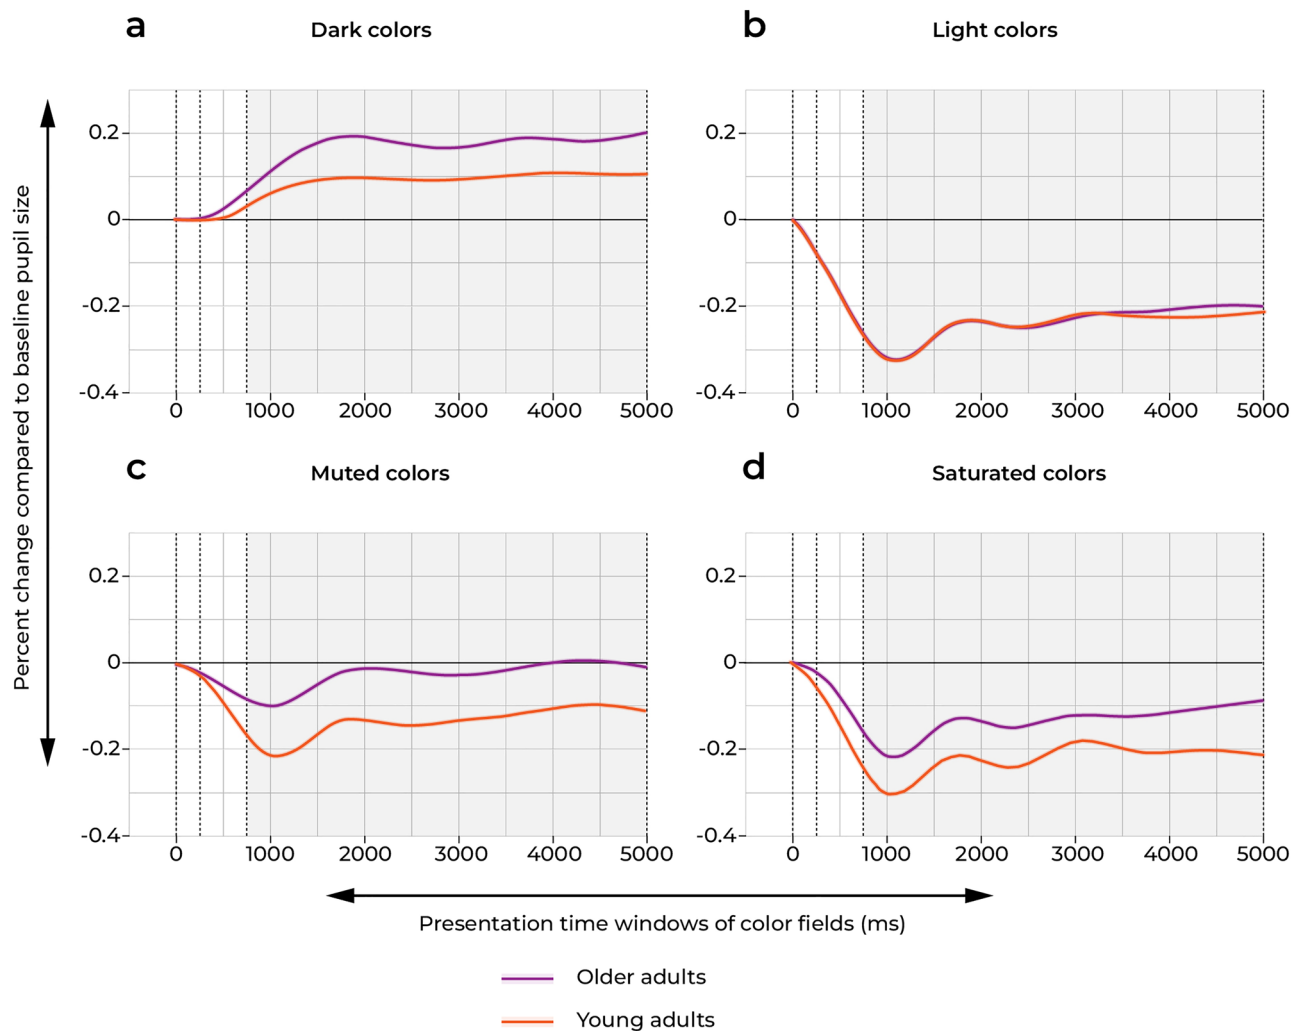 a
Dark colors
b
Light colors
0.2
0
-0.2
-0.4
0 1000 2000 3000 4000 5000
0.2
0
-0.2
-0.4
0 1000 2000 3000 4000 5000
Percent change compared to baseline pupil size
c
Muted colors
d
Saturated colors
0.2
0
-0.2
-0.4
0 1000 2000 3000 4000 5000
0.2
0
-0.2
-0.4
0 1000 2000 3000 4000 5000
Presentation time windows of color fields (ms)
Older adults
Young adults